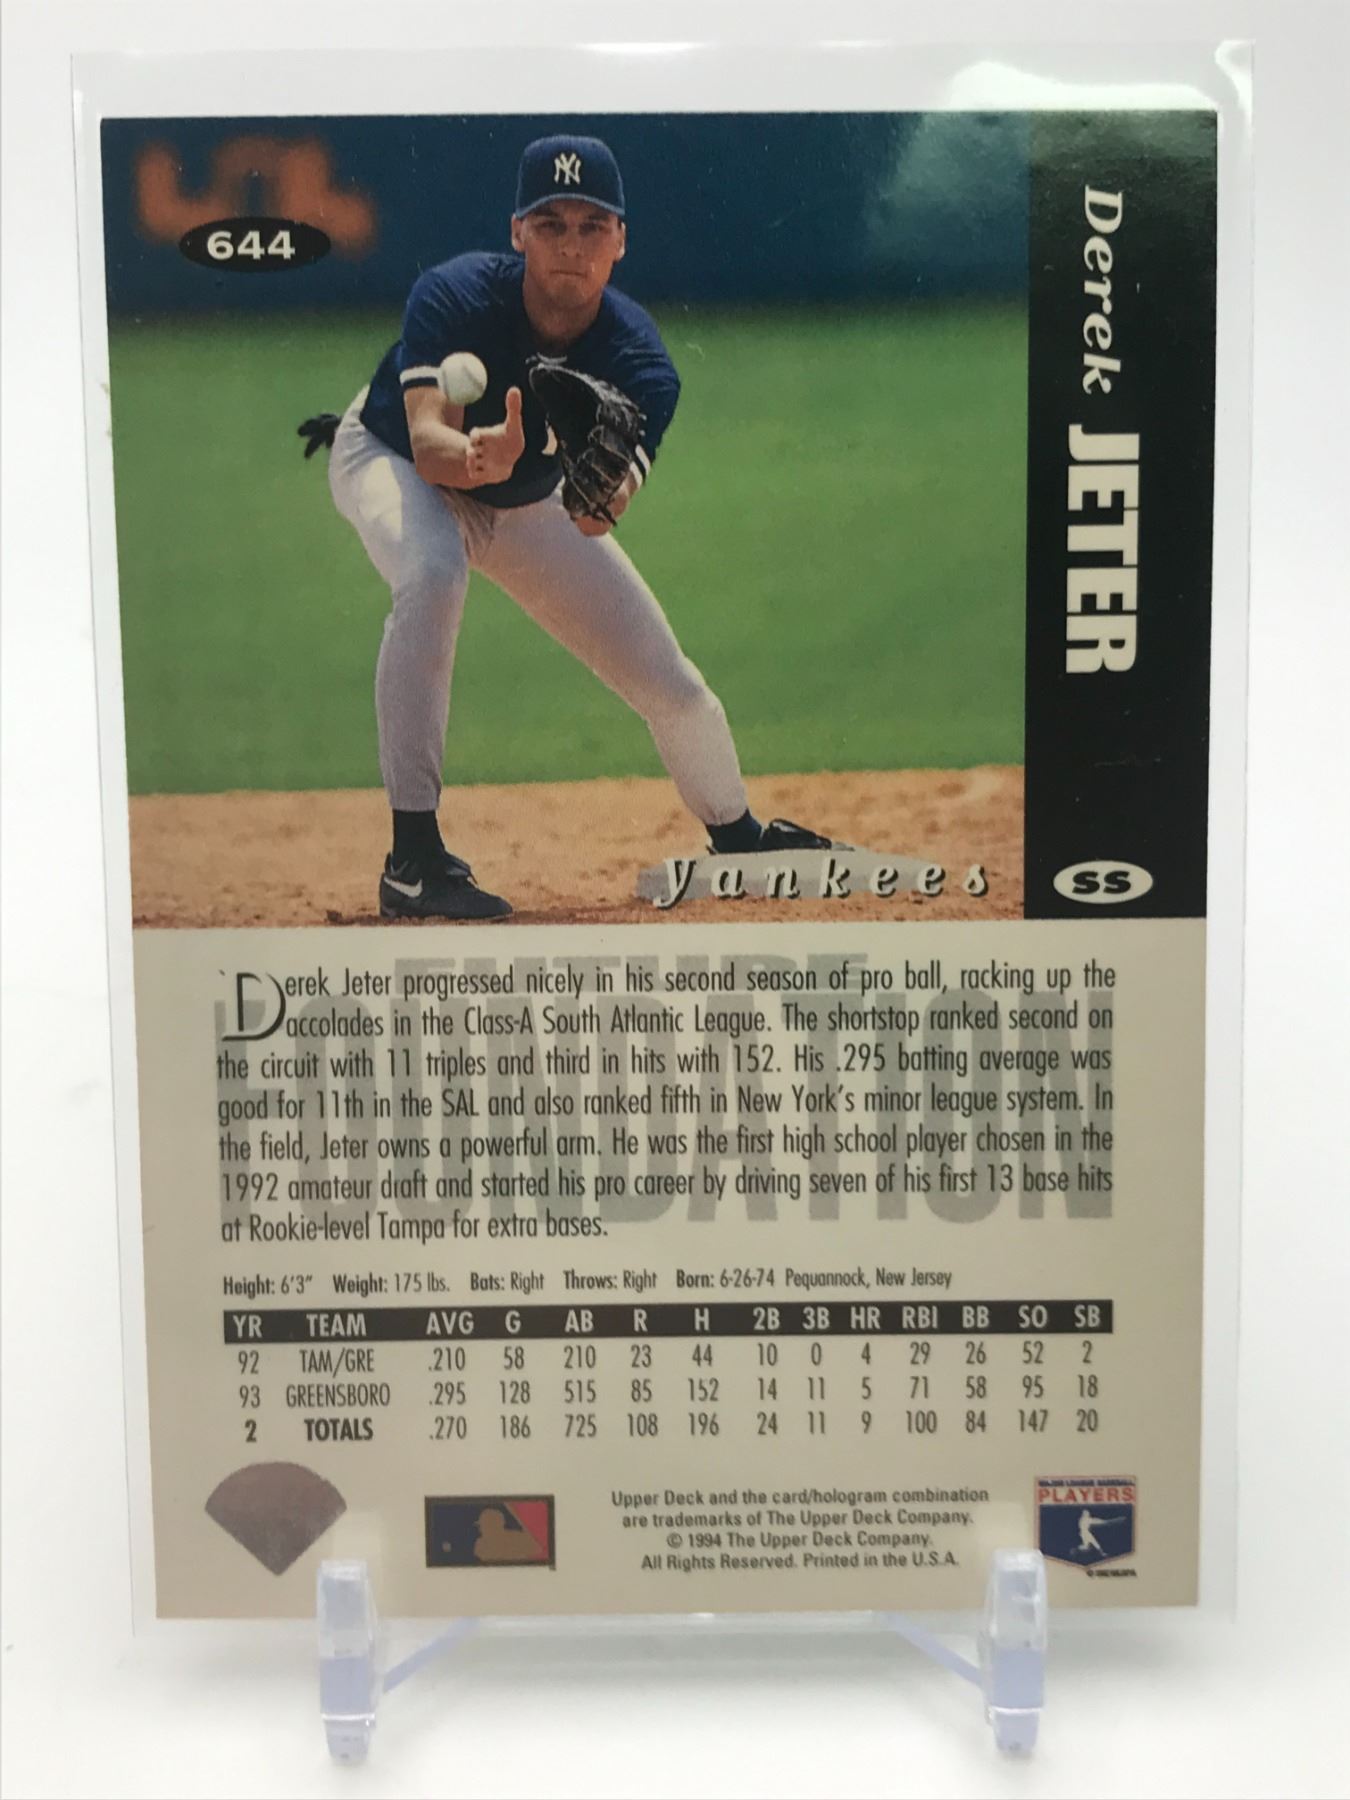 644
NY
Derek JETER
SS
yankees
FUTURE
FOUNDATION
Derek Jeter progressed nicely in his second season of pro ball, racking up the
accolades in the Class-A South Atlantic League. The shortstop ranked second on
the circuit with 11 triples and third in hits with 152. His .295 batting average was
good for 11th in the SAL and also ranked fifth in New York's minor league system. In
the field, Jeter owns a powerful arm. He was the first high school player chosen in the
1992 amateur draft and started his pro career by driving seven of his first 13 base hits
at Rookie-level Tampa for extra bases.
Height: 6'3" Weight: 175 lbs. Bats: Right Throws: Right Born: 6-26-74 Pequannock, New Jersey
YR TEAM AVG G AB R H 2B 3B HR RBI BB SO SB
92 TAM/GRE .210 58 210 23 44 10 0 4 29 26 52 2
93 GREENSBORO .295 128 515 85 152 14 11 5 71 58 95 18
2 TOTALS .270 186 725 108 196 24 11 9 100 84 147 20
Upper Deck and the card/hologram combination
are trademarks of The Upper Deck Company.
© 1994 The Upper Deck Company.
All Rights Reserved. Printed in the U.S.A.
MAJOR LEAGUE BASEBALL
PLAYERS